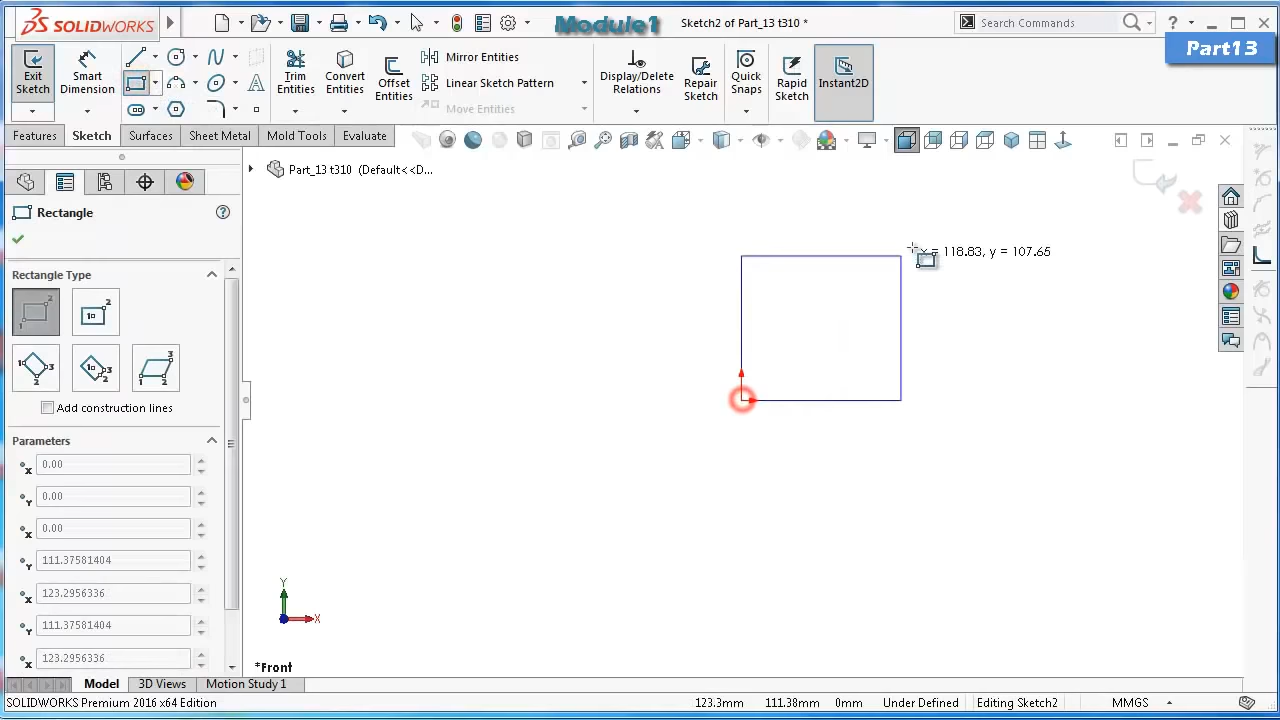 SOLIDWORKS
Module1
Sketch2 of Part_13 t310 *
Search Commands
?
Part13
Exit Sketch
Smart Dimension
Trim Entities
Convert Entities
Offset Entities
Mirror Entities
Linear Sketch Pattern
Move Entities
Display/Delete Relations
Repair Sketch
Quick Snaps
Rapid Sketch
Instant2D
Features
Sketch
Surfaces
Sheet Metal
Mold Tools
Evaluate
Part_13 t310 (Default<<D...
Rectangle
?
Rectangle Type
Add construction lines
Parameters
0.00
0.00
0.00
111.37581404
123.2956336
111.37581404
123.2956336
x = 118.83, y = 107.65
Y
X
*Front
Model
3D Views
Motion Study 1
SOLIDWORKS Premium 2016 x64 Edition
123.3mm
111.38mm
0mm
Under Defined
Editing Sketch2
MMGS